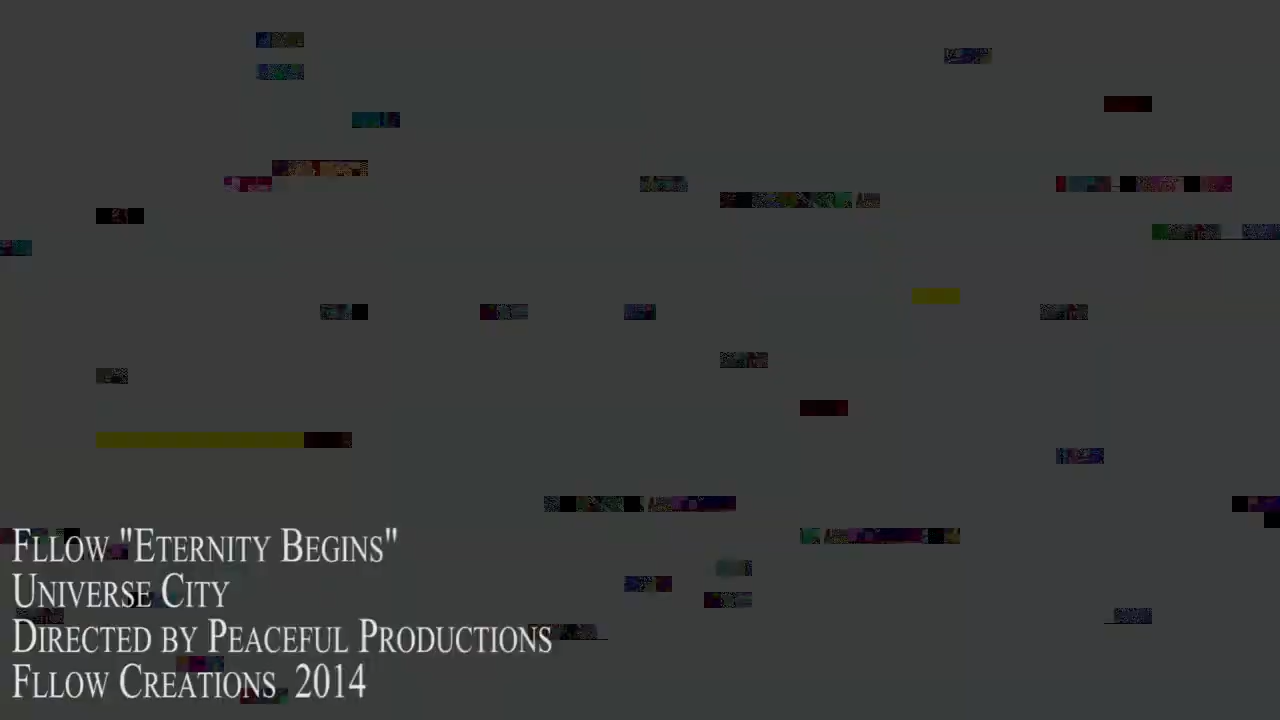 Fllow "Eternity Begins"
Universe City
Directed by Peaceful Productions
Fllow Creations 2014